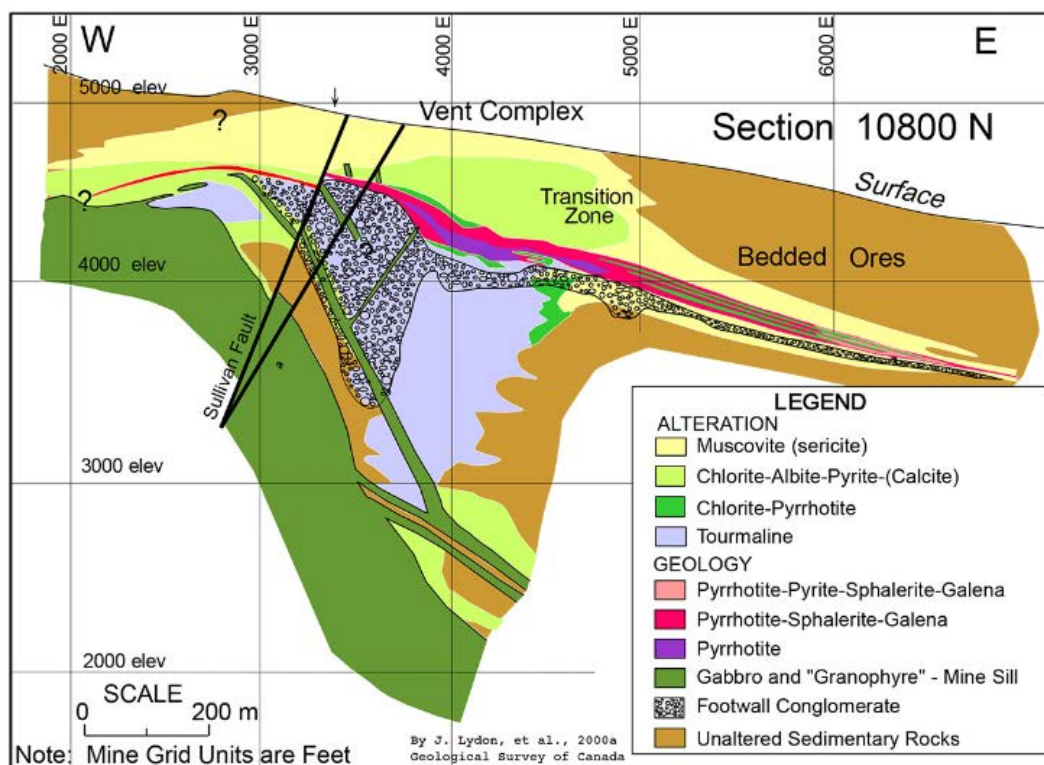 W
E
2000 E
3000 E
4000 E
5000 E
6000 E
5000 elev
?
Vent Complex
Section 10800 N
Surface
Transition
Zone
Bedded Ores
?
4000 elev
?
Sullivan Fault
a
3000 elev
2000 elev
SCALE
0 200 m
Note: Mine Grid Units are Feet
By J. Lydon, et al., 2000a
Geological Survey of Canada
LEGEND
ALTERATION
Muscovite (sericite)
Chlorite-Albite-Pyrite-(Calcite)
Chlorite-Pyrrhotite
Tourmaline
GEOLOGY
Pyrrhotite-Pyrite-Sphalerite-Galena
Pyrrhotite-Sphalerite-Galena
Pyrrhotite
Gabbro and "Granophyre" - Mine Sill
Footwall Conglomerate
Unaltered Sedimentary Rocks